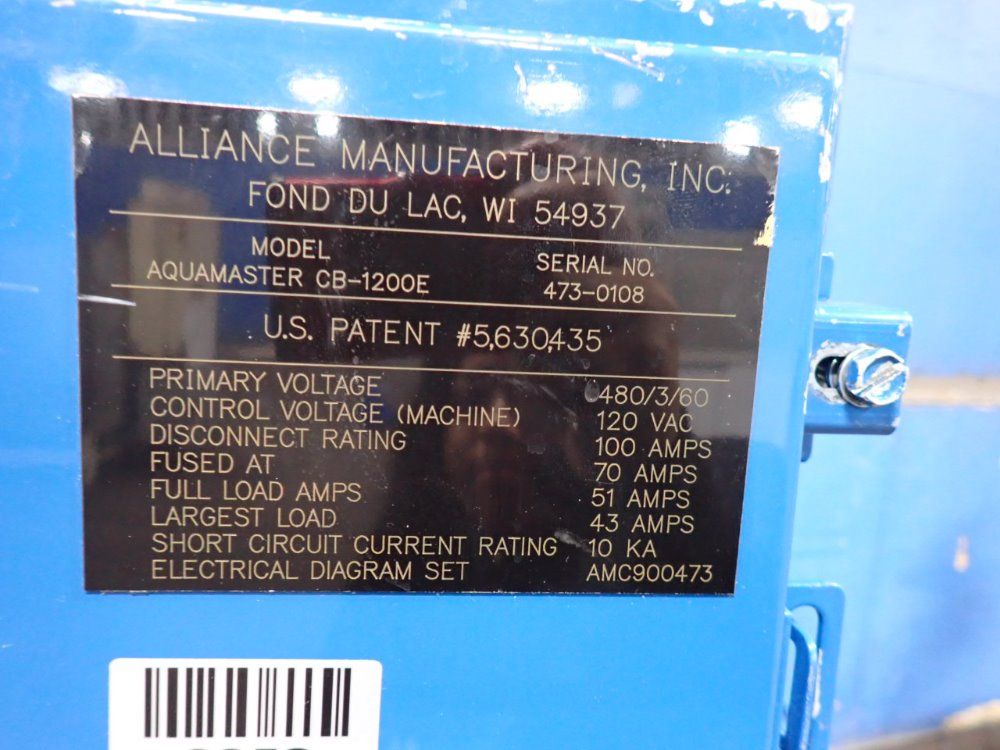 ALLIANCE MANUFACTURING, INC.
FOND DU LAC, WI 54937
MODEL SERIAL NO.
AQUAMASTER CB-1200E 473-0108
U.S. PATENT #5,630,435
PRIMARY VOLTAGE 480/3/60
CONTROL VOLTAGE (MACHINE) 120 VAC
DISCONNECT RATING 100 AMPS
FUSED AT 70 AMPS
FULL LOAD AMPS 51 AMPS
LARGEST LOAD 43 AMPS
SHORT CIRCUIT CURRENT RATING 10 KA
ELECTRICAL DIAGRAM SET AMC900473